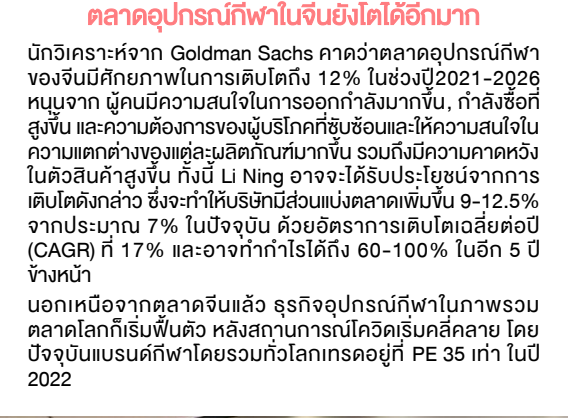 ตลาดอุปกรณ์กีฬาในจีนยังโตได้อีกมาก
นักวิเคราะห์จาก Goldman Sachs คาดว่าตลาดอุปกรณ์กีฬา
ของจีนมีศักยภาพในการเติบโตถึง 12% ในช่วงปี2021-2026
หนุนจาก ผู้คนมีความสนใจในการออกกำลังมากขึ้น, กำลังซื้อที่
สูงขึ้น และความต้องการของผู้บริโภคที่ซับซ้อนและให้ความสนใจใน
ความแตกต่างของแต่ละผลิตภัณฑ์มากขึ้น รวมถึงมีความคาดหวัง
ในตัวสินค้าสูงขึ้น ทั้งนี้ Li Ning อาจจะได้รับประโยชน์จากการ
เติบโตดังกล่าว ซึ่งจะทำให้บริษัทมีส่วนแบ่งตลาดเพิ่มขึ้น 9-12.5%
จากประมาณ 7% ในปัจจุบัน ด้วยอัตราการเติบโตเฉลี่ยต่อปี
(CAGR) ที่ 17% และอาจทำกำไรได้ถึง 60-100% ในอีก 5 ปี
ข้างหน้า
นอกเหนือจากตลาดจีนแล้ว ธุรกิจอุปกรณ์กีฬาในภาพรวม
ตลาดโลกก็เริ่มฟื้นตัว หลังสถานการณ์โควิดเริ่มคลี่คลาย โดย
ปัจจุบันแบรนด์กีฬาโดยรวมทั่วโลกเทรดอยู่ที่ PE 35 เท่า ในปี
2022